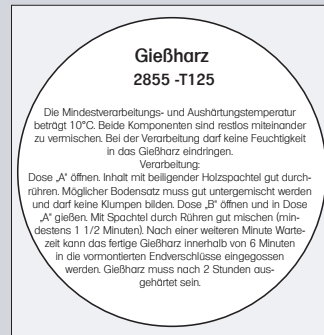 Gießharz
2855 -T125
Die Mindestverarbeitungs- und Aushärtungstemperatur
beträgt 10°C. Beide Komponenten sind restlos miteinander
zu vermischen. Bei der Verarbeitung darf keine Feuchtigkeit
in das Gießharz eindringen.
Verarbeitung:
Dose „A" öffnen. Inhalt mit beiligender Holzspachtel gut durch-
rühren. Möglicher Bodensatz muss gut untergemischt werden
und darf keine Klumpen bilden. Dose „B" öffnen und in Dose
„A" gießen. Mit Spachtel durch Rühren gut mischen (min-
destens 1 1/2 Minuten). Nach einer weiteren Minute Warte-
zeit kann das fertige Gießharz innerhalb von 6 Minuten
in die vormontierten Endverschlüsse eingegossen
werden. Gießharz muss nach 2 Stunden aus-
gehärtet sein.